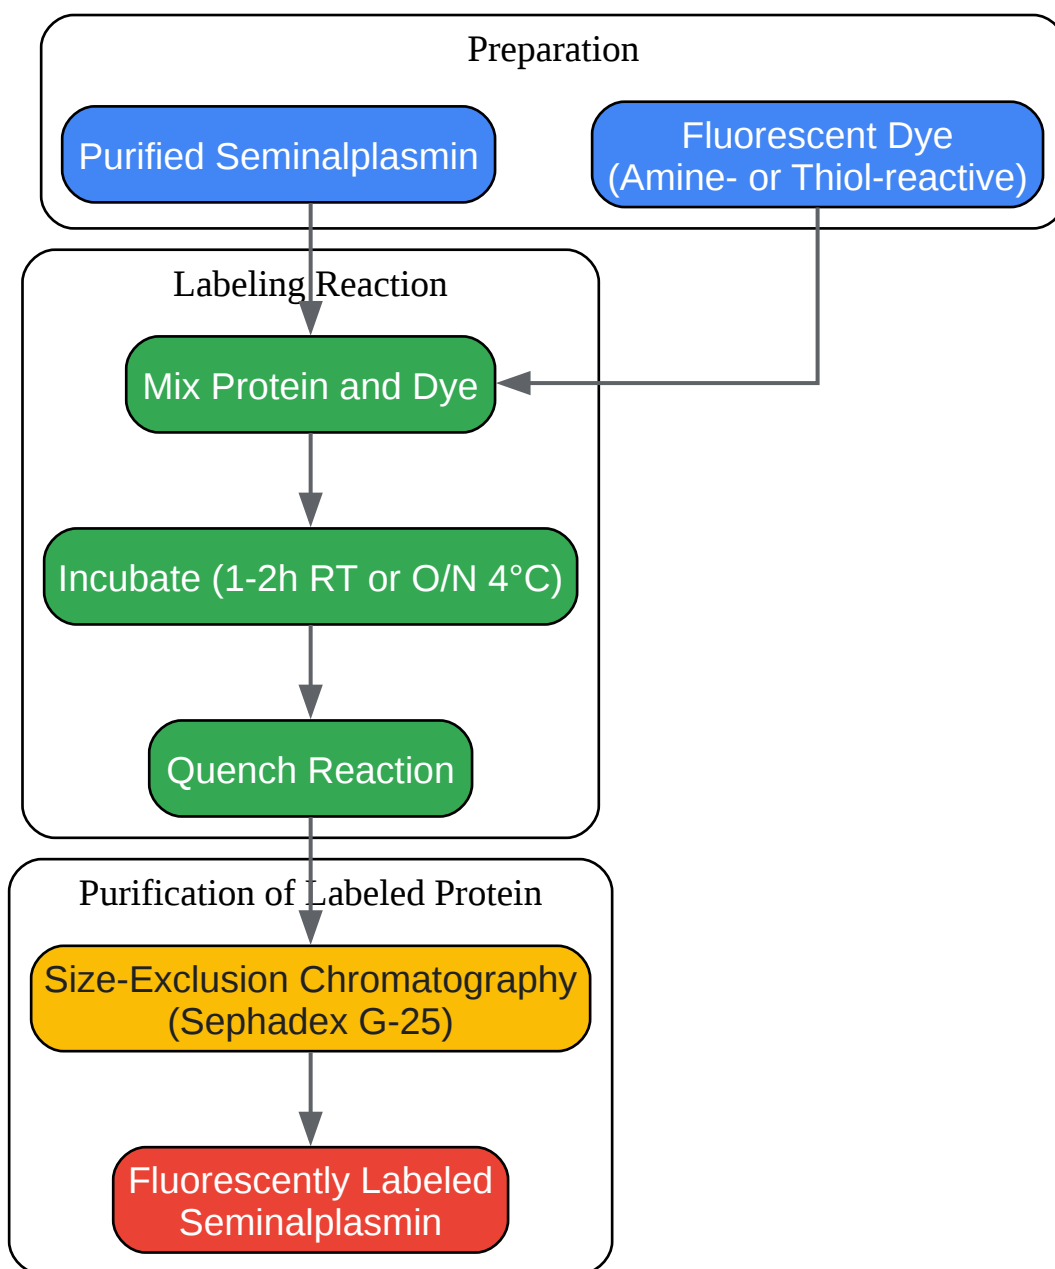 Preparation
Purified Seminalplasmin
Fluorescent Dye
(Amine- or Thiol-reactive)
Labeling Reaction
Mix Protein and Dye
Incubate (1-2h RT or O/N 4°C)
Quench Reaction
Purification of Labeled Protein
Size-Exclusion Chromatography
(Sephadex G-25)
Fluorescently Labeled
Seminalplasmin